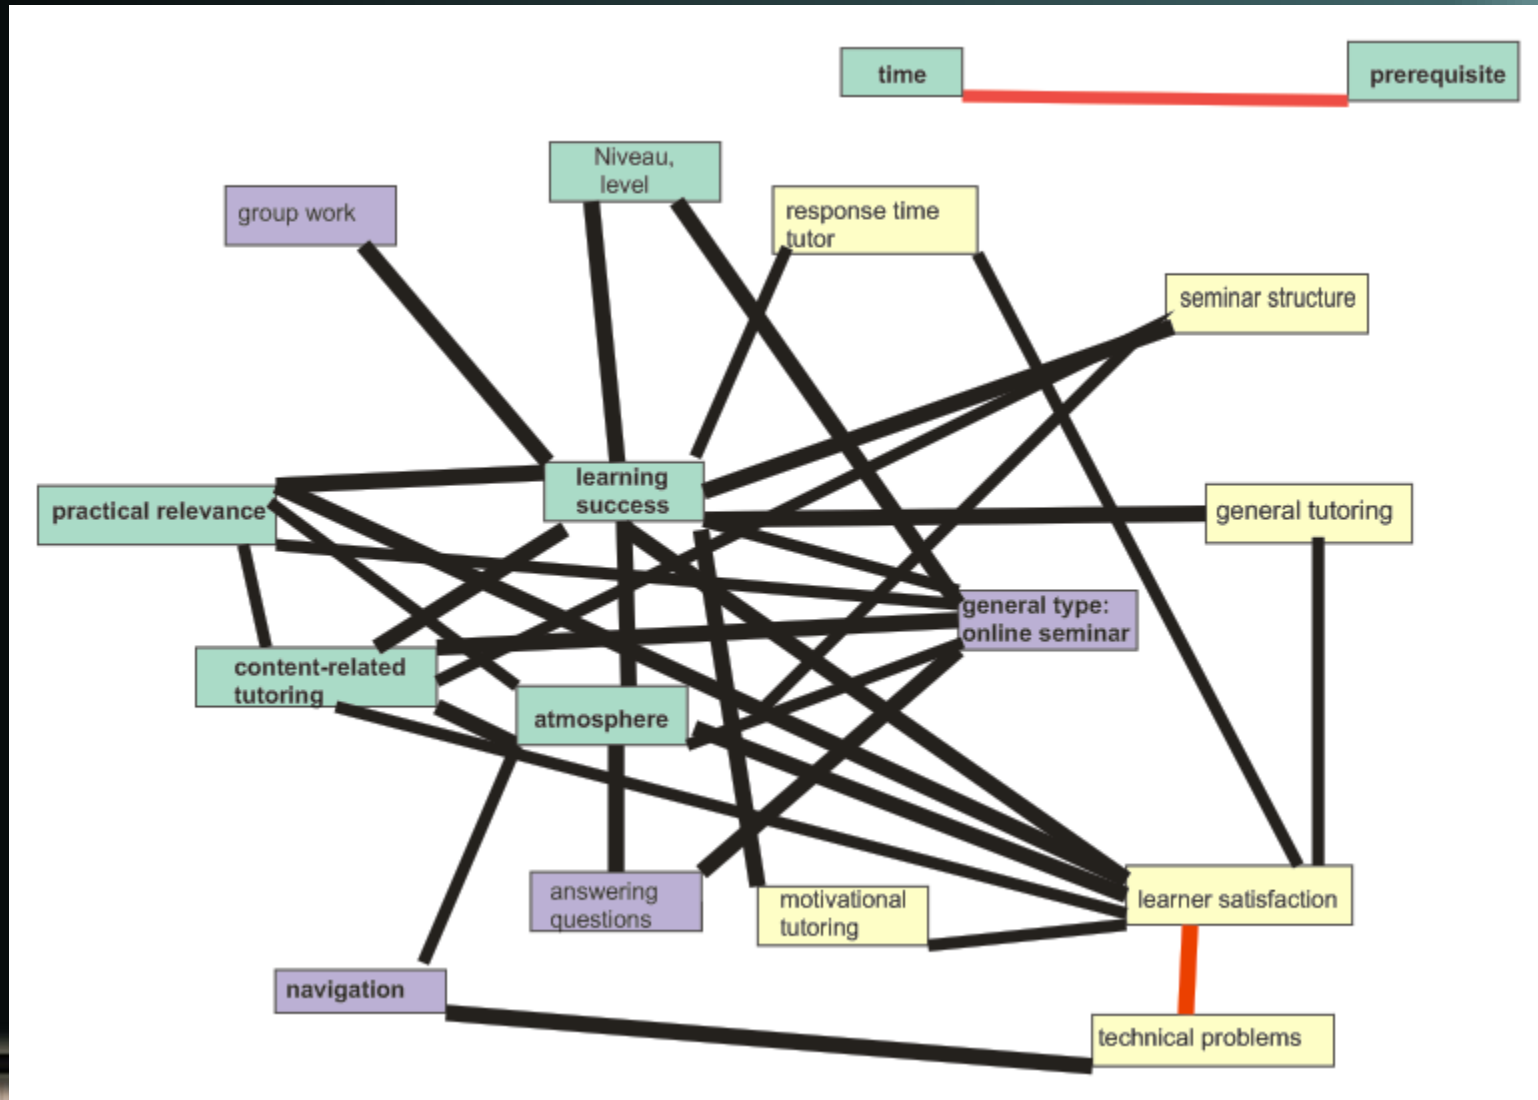 time
prerequisite
Niveau,
level
group work
response time
tutor
seminar structure
learning
success
practical relevance
general tutoring
general type:
online seminar
content-related
tutoring
atmosphere
answering
questions
motivational
tutoring
learner satisfaction
navigation
technical problems